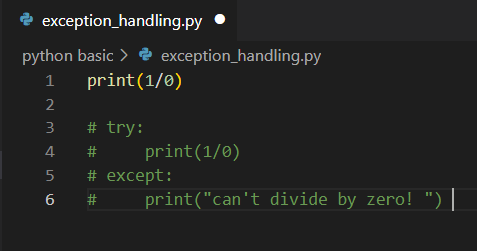 exception_handling.py
python basic > exception_handling.py
1 print(1/0)
2
3 # try:
4 #     print(1/0)
5 # except:
6 #     print("can't divide by zero! ")